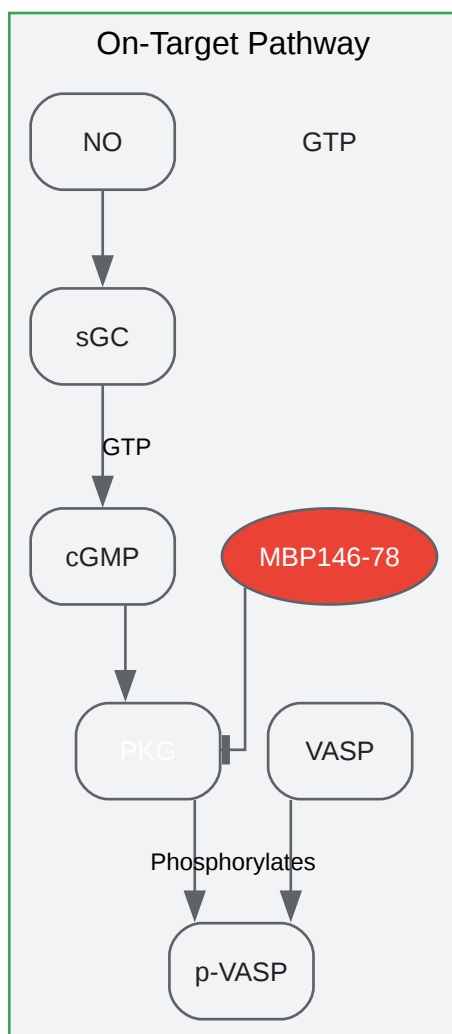 On-Target Pathway
NO
GTP
sGC
GTP
cGMP
MBP146-78
PKG
VASP
Phosphorylates
p-VASP